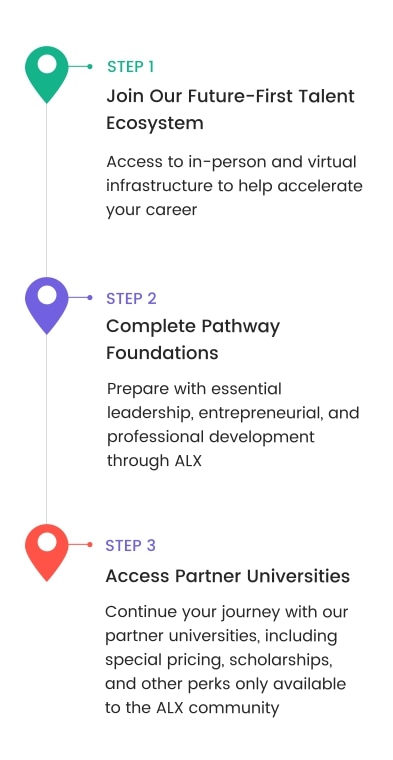 STEP 1
Join Our Future-First Talent
Ecosystem
Access to in-person and virtual
infrastructure to help accelerate
your career
STEP 2
Complete Pathway
Foundations
Prepare with essential
leadership, entrepreneurial, and
professional development
through ALX
STEP 3
Access Partner Universities
Continue your journey with our
partner universities, including
special pricing, scholarships,
and other perks only available
to the ALX community